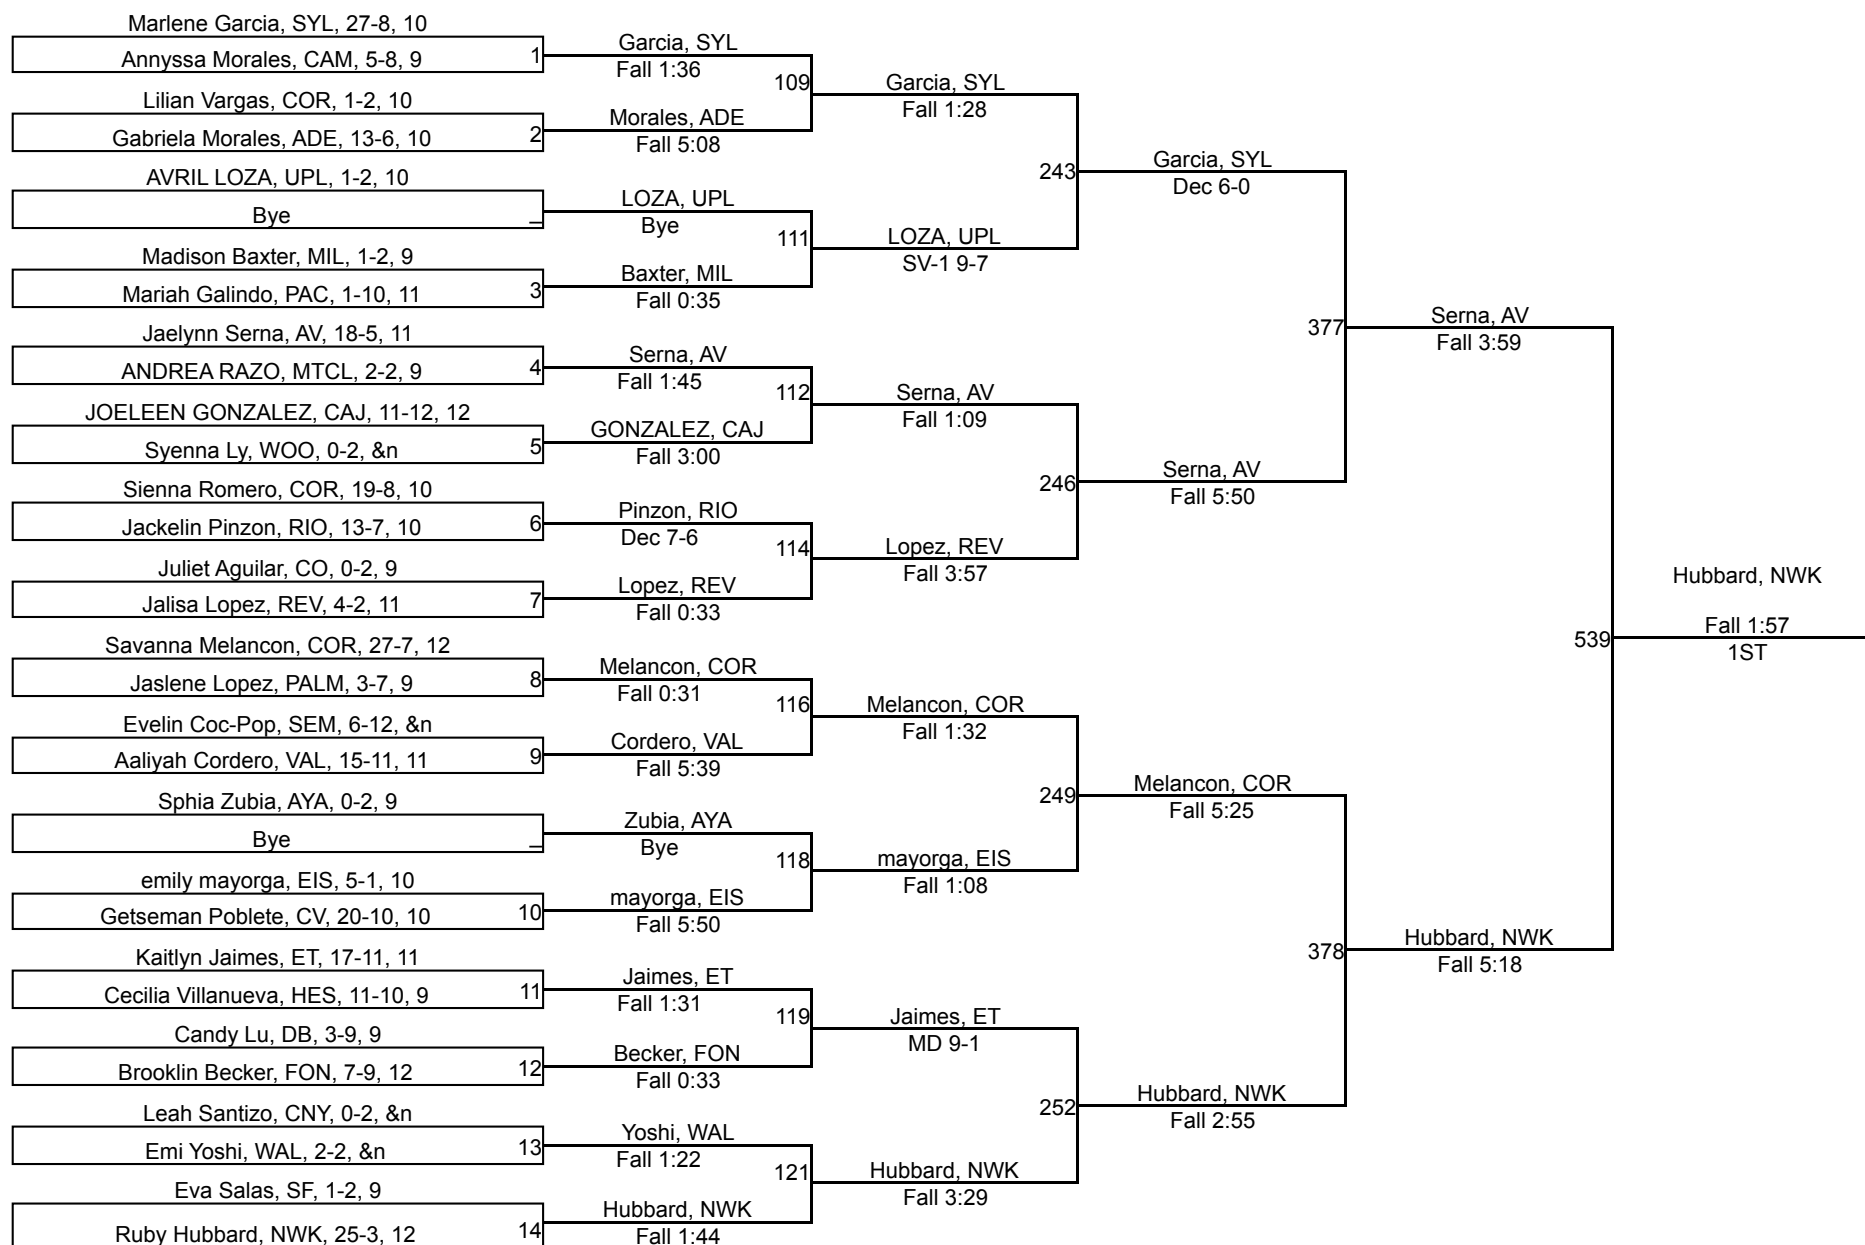 Marlene Garcia, SYL, 27-8, 10
Annyssa Morales, CAM, 5-8, 9
1
Lilian Vargas, COR, 1-2, 10
Gabriela Morales, ADE, 13-6, 10
2
AVRIL LOZA, UPL, 1-2, 10
Bye
_
Madison Baxter, MIL, 1-2, 9
Mariah Galindo, PAC, 1-10, 11
3
Jaelynn Serna, AV, 18-5, 11
ANDREA RAZO, MTCL, 2-2, 9
4
JOELEEN GONZALEZ, CAJ, 11-12, 12
Syenna Ly, WOO, 0-2, &n
5
Sienna Romero, COR, 19-8, 10
Jackelin Pinzon, RIO, 13-7, 10
6
Juliet Aguilar, CO, 0-2, 9
Jalisa Lopez, REV, 4-2, 11
7
Savanna Melancon, COR, 27-7, 12
Jaslene Lopez, PALM, 3-7, 9
8
Evelin Coc-Pop, SEM, 6-12, &n
Aaliyah Cordero, VAL, 15-11, 11
9
Sphia Zubia, AYA, 0-2, 9
Bye
_
emily mayorga, EIS, 5-1, 10
Getseman Poblete, CV, 20-10, 10
10
Kaitlyn Jaimes, ET, 17-11, 11
Cecilia Villanueva, HES, 11-10, 9
11
Candy Lu, DB, 3-9, 9
Brooklin Becker, FON, 7-9, 12
12
Leah Santizo, CNY, 0-2, &n
Emi Yoshi, WAL, 2-2, &n
13
Eva Salas, SF, 1-2, 9
Ruby Hubbard, NWK, 25-3, 12
14
Garcia, SYL
Fall 1:36
109
Morales, ADE
Fall 5:08
LOZA, UPL
Bye
111
Baxter, MIL
Fall 0:35
Serna, AV
Fall 1:45
112
GONZALEZ, CAJ
Fall 3:00
Pinzon, RIO
Dec 7-6
114
Lopez, REV
Fall 0:33
Melancon, COR
Fall 0:31
116
Cordero, VAL
Fall 5:39
Zubia, AYA
Bye
118
mayorga, EIS
Fall 5:50
Jaimes, ET
Fall 1:31
119
Becker, FON
Fall 0:33
Yoshi, WAL
Fall 1:22
121
Hubbard, NWK
Fall 1:44
Garcia, SYL
Fall 1:28
243
LOZA, UPL
SV-1 9-7
Serna, AV
Fall 1:09
246
Lopez, REV
Fall 3:57
Melancon, COR
Fall 1:32
249
mayorga, EIS
Fall 1:08
Jaimes, ET
MD 9-1
252
Hubbard, NWK
Fall 3:29
Garcia, SYL
Dec 6-0
377
Serna, AV
Fall 5:50
Melancon, COR
Fall 5:25
378
Hubbard, NWK
Fall 2:55
Serna, AV
Fall 3:59
539
Hubbard, NWK
Fall 5:18
Hubbard, NWK
Fall 1:57
1ST